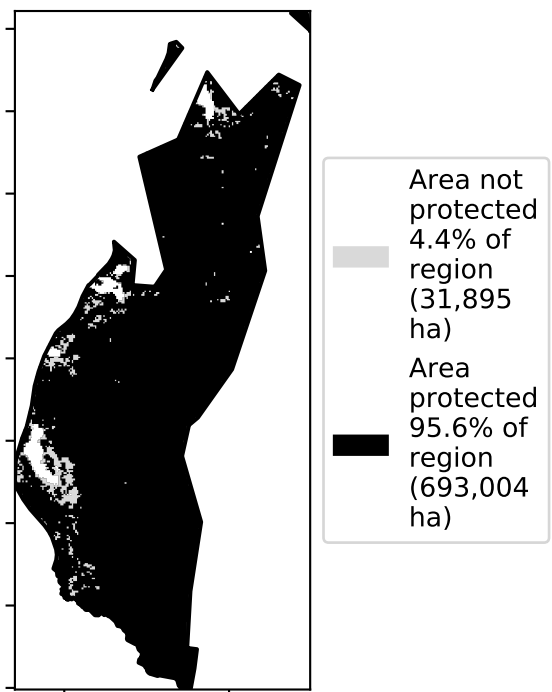 Area not
protected
4.4% of
region
(31,895
ha)
Area
protected
95.6% of
region
(693,004
ha)